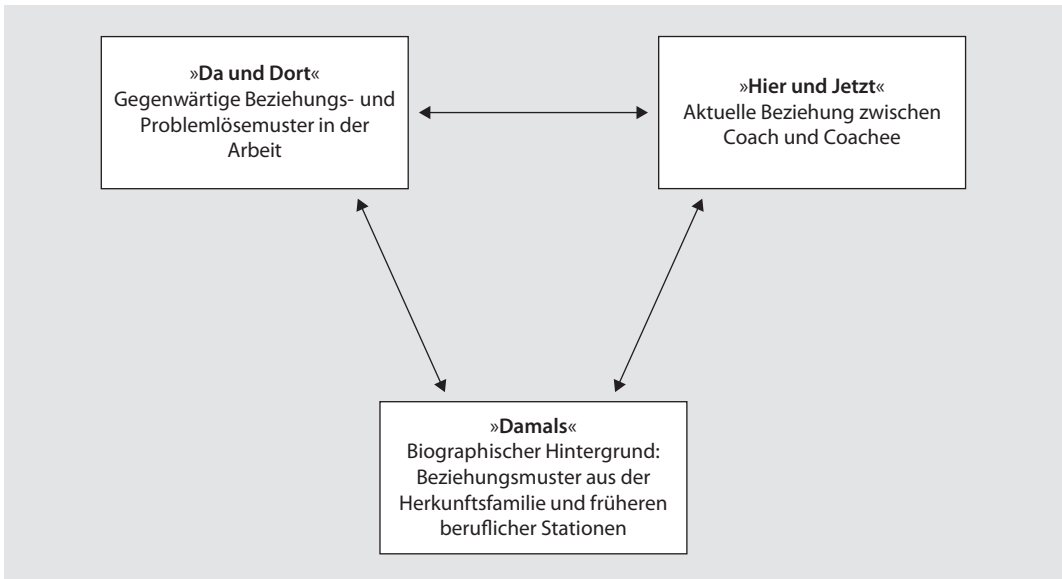 »Da und Dort«
Gegenwärtige Beziehungs- und
Problemlösemuster in der
Arbeit
»Hier und Jetzt«
Aktuelle Beziehung zwischen
Coach und Coachee
»Damals«
Biographischer Hintergrund:
Beziehungsmuster aus der
Herkunftsfamilie und früheren
beruflicher Stationen